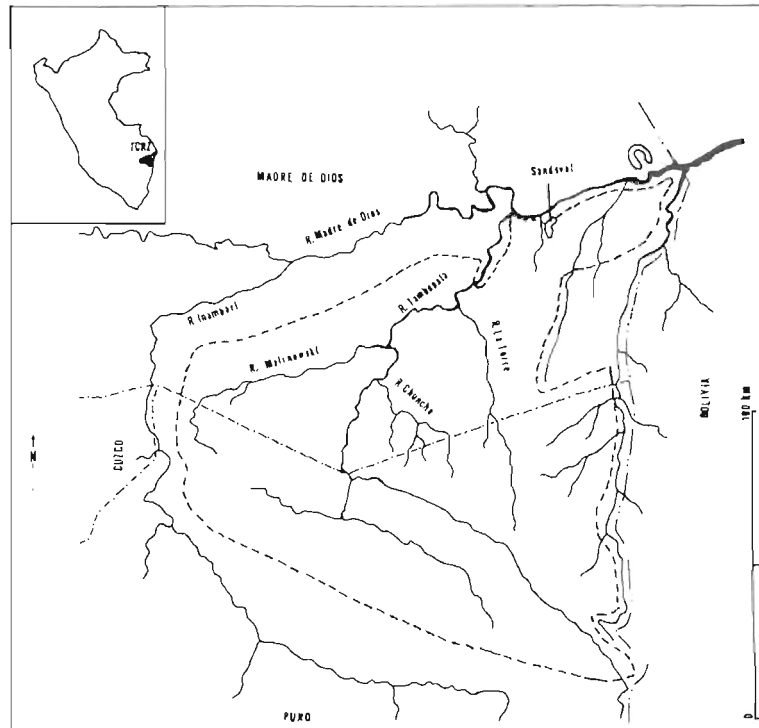 TCRZ
MADRE DE DIOS
Sandoval
R. Madre de Dios
R. Inambari
R. Tambopata
R. Malinowski
R. La Torre
R. Chuncho
BOLIVIA
100 km
N
CUZCO
0
PUNO